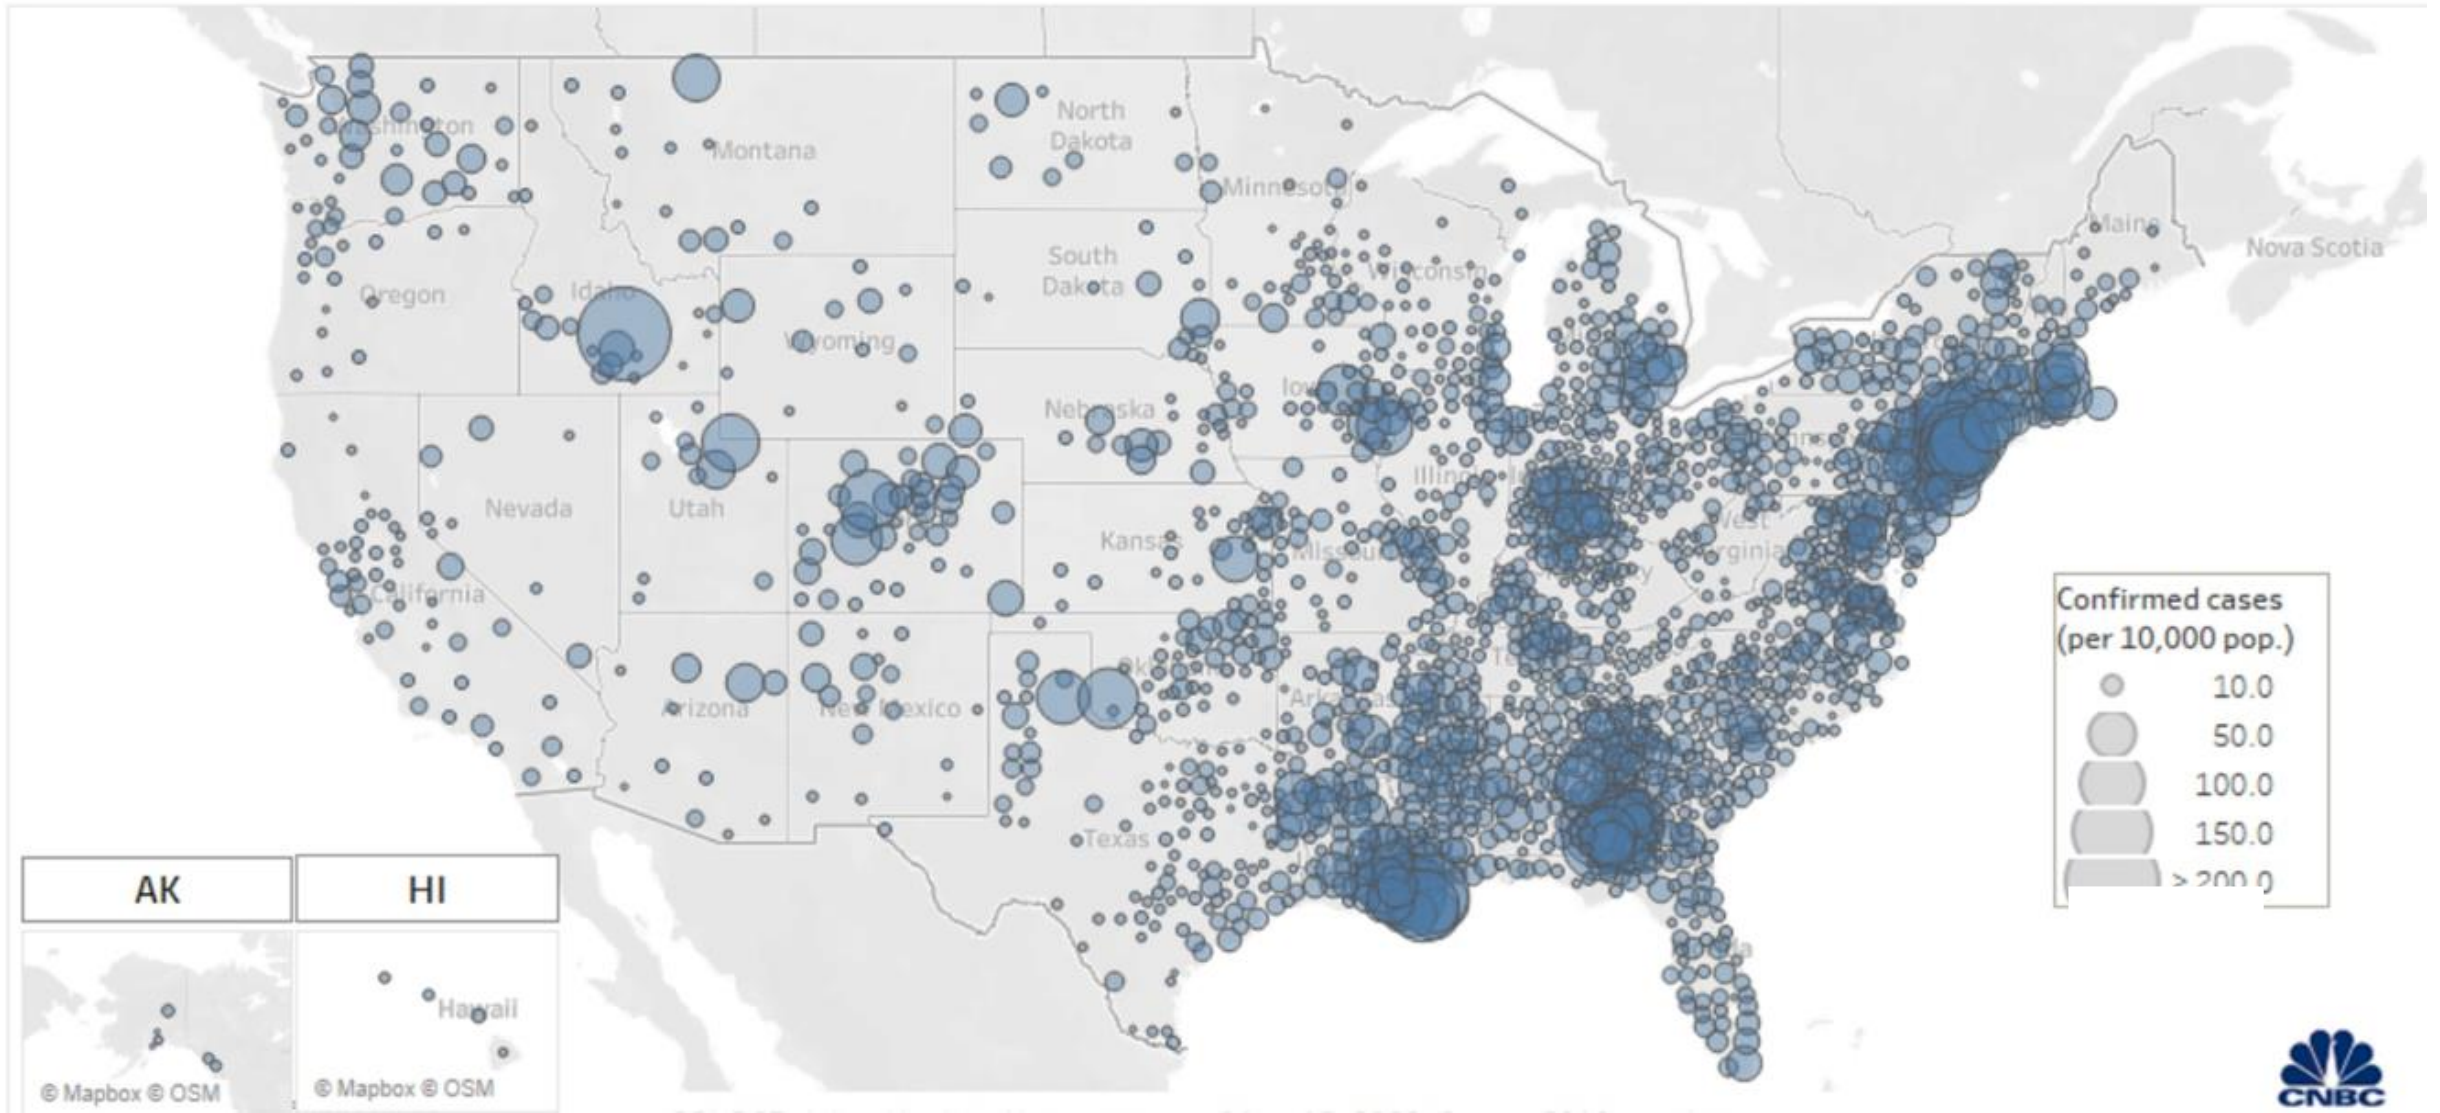 Washington
Montana
North
Dakota
Minnesota
Maine
Nova Scotia
South
Dakota
Wisconsin
Oregon
Idaho
Wyoming
Iowa
Nebraska
Nevada
Utah
Illinois
West
Virginia
Kansas
Missouri
California
Arizona
New Mexico
Texas
Confirmed cases
(per 10,000 pop.)
10.0
50.0
100.0
150.0
> 200.0
AK
HI
Hawaii
© Mapbox © OSM
© Mapbox © OSM
CNBC